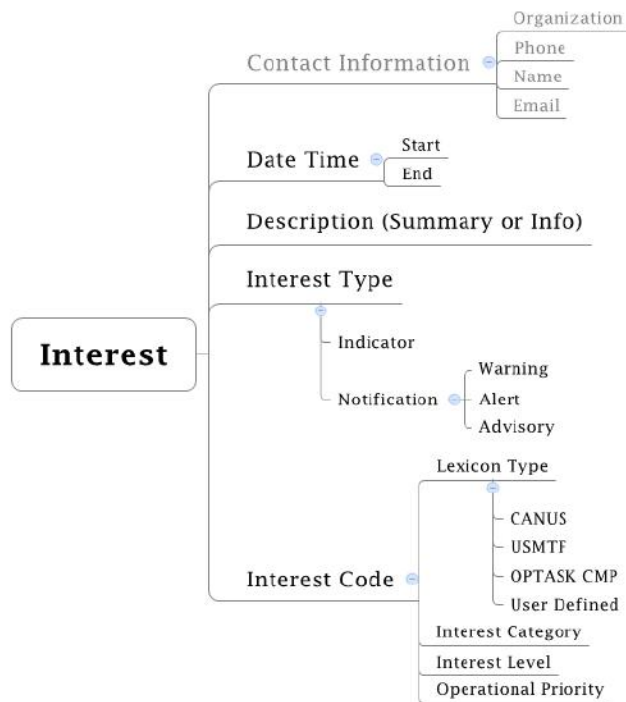 Organization
Contact Information
Phone
Name
Email
Date Time
Start
End
Description (Summary or Info)
Interest Type
Indicator
Interest
Notification
Warning
Alert
Advisory
Lexicon Type
CANUS
USMTF
OPTASK CMP
User Defined
Interest Code
Interest Category
Interest Level
Operational Priority